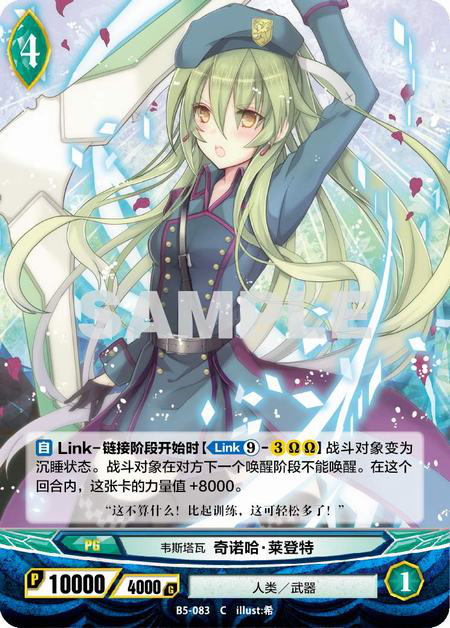 4
SAMPLE
自 Link-链接阶段开始时【Link 9-3ΩΩ】战斗对象变为
沉睡状态。战斗对象在对方下一个唤醒阶段不能唤醒。在这个
回合内，这张卡的力量值 +8000。
“这不算什么！比起训练，这可轻松多了！”
PG 韦斯塔瓦 奇诺哈·莱登特
P 10000/4000 G 人类／武器 1
B5-083 C illust:希